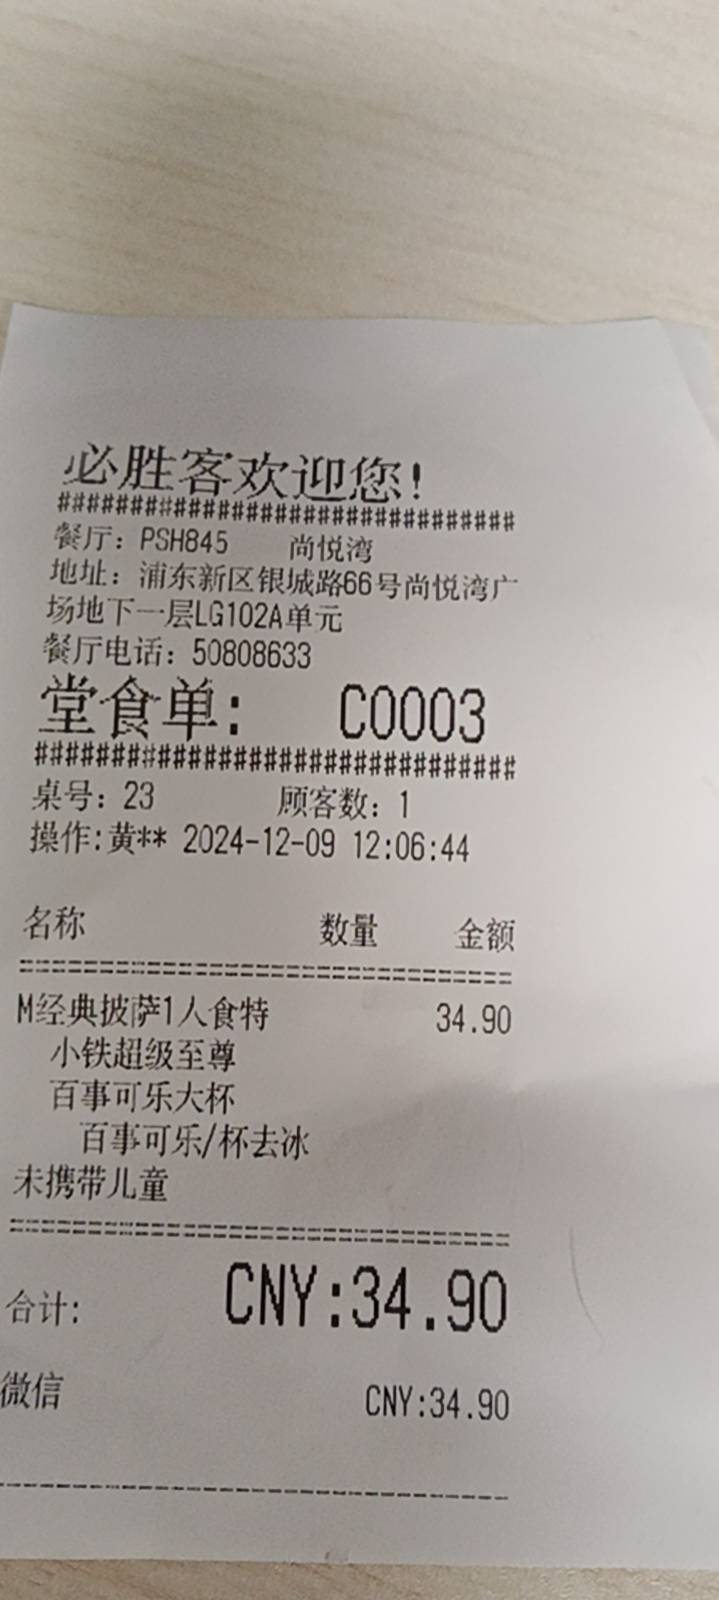 必胜客欢迎您!
################################
餐厅：PSH845 尚悦湾
地址：浦东新区银城路66号尚悦湾广
场地下一层LG102A单元
餐厅电话：50808633
堂食单: C0003
################################
桌号：23 顾客数：1
操作:黄** 2024-12-09 12:06:44
名称 数量 金额
================================
M经典披萨1人食特 34.90
小铁超级至尊
百事可乐大杯
百事可乐/杯去冰
未携带儿童
================================
合计: CNY:34.90
微信 CNY:34.90
--------------------------------